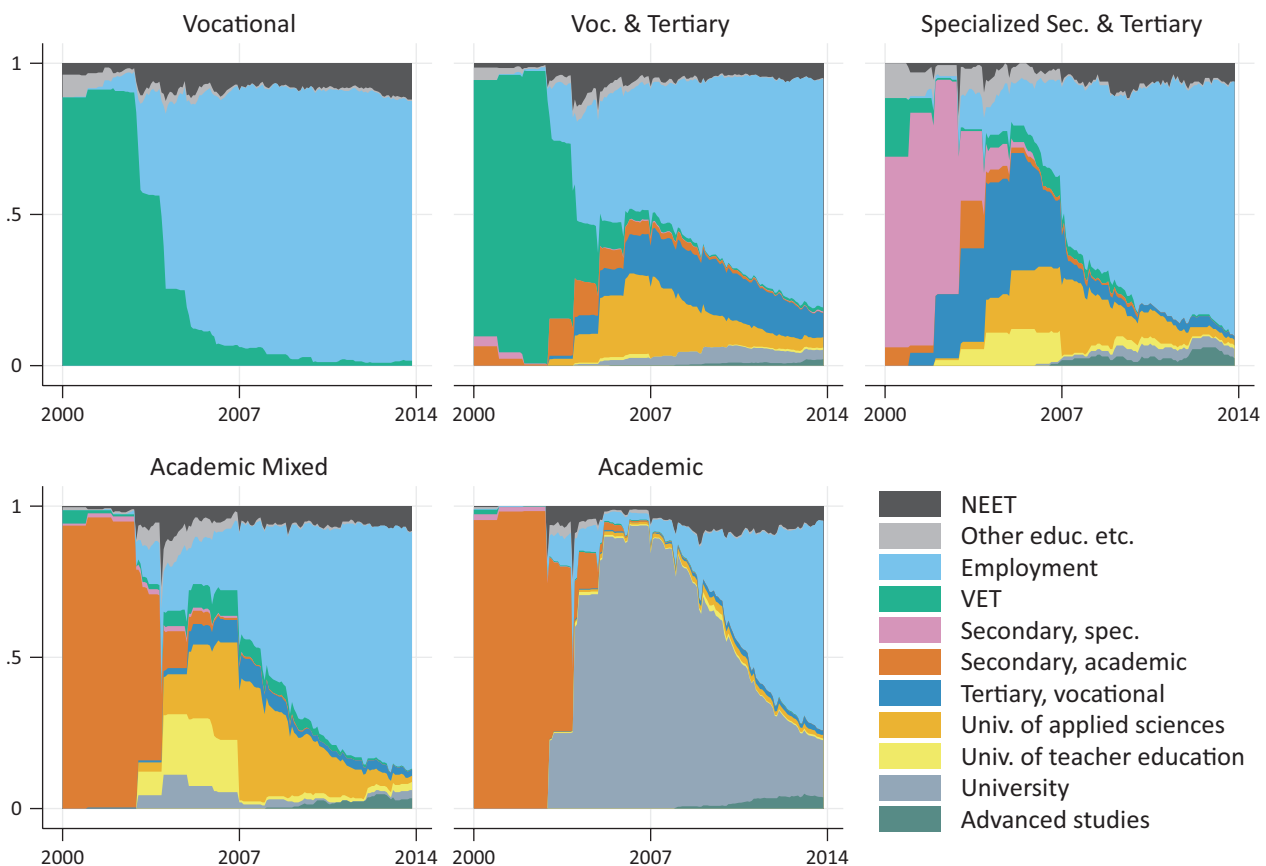 Vocational
Voc. & Tertiary
Specialized Sec. & Tertiary
1
.5
0
2000 2007 2014
2000 2007 2014
2000 2007 2014
Academic Mixed
Academic
1
.5
0
2000 2007 2014
2000 2007 2014
NEET
Other educ. etc.
Employment
VET
Secondary, spec.
Secondary, academic
Tertiary, vocational
Univ. of applied sciences
Univ. of teacher education
University
Advanced studies